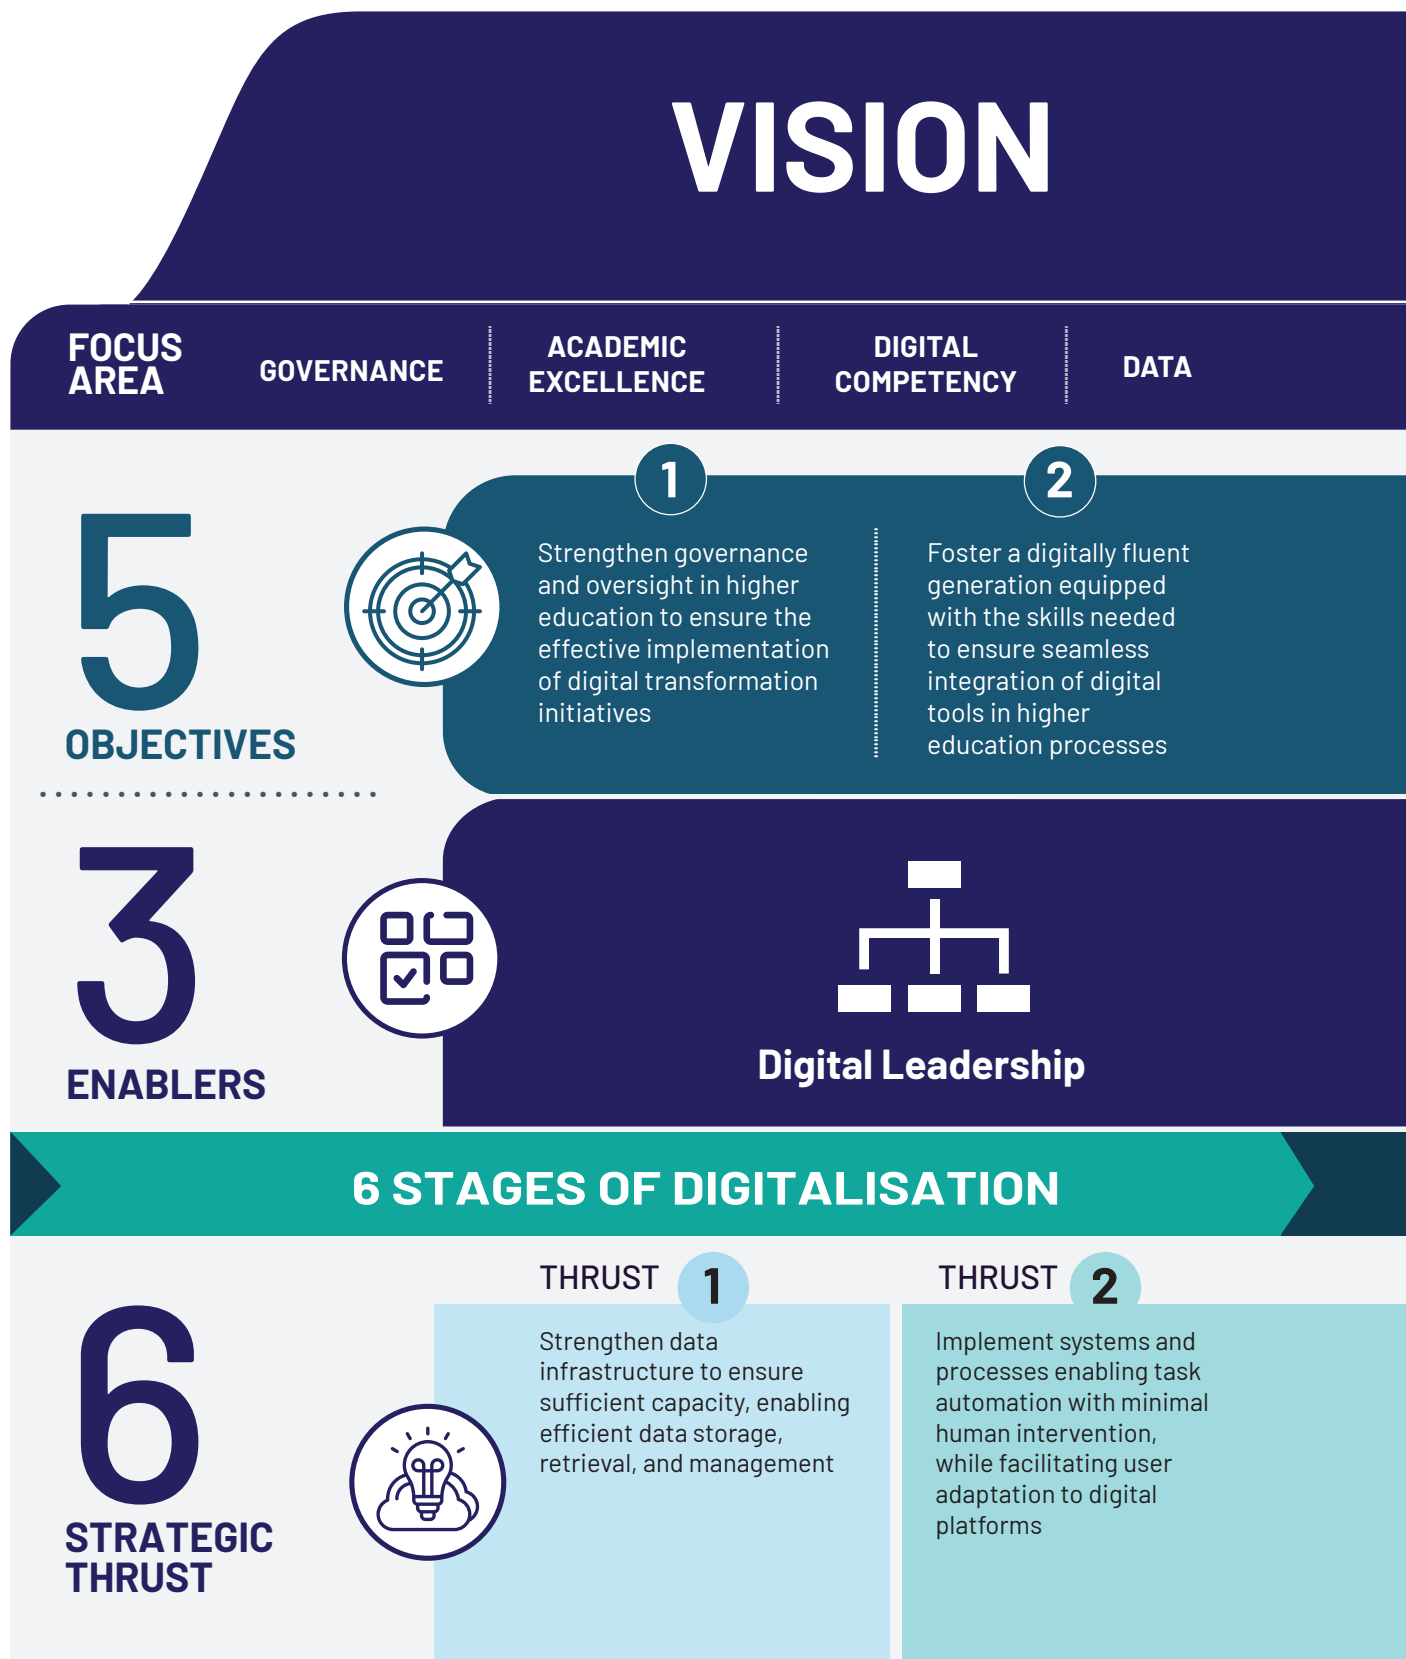 VISION
FOCUS
AREA
GOVERNANCE
ACADEMIC
EXCELLENCE
DIGITAL
COMPETENCY
DATA
5
OBJECTIVES
1
Strengthen governance
and oversight in higher
education to ensure the
effective implementation
of digital transformation
initiatives
2
Foster a digitally fluent
generation equipped
with the skills needed
to ensure seamless
integration of digital
tools in higher
education processes
3
ENABLERS
Digital Leadership
6 STAGES OF DIGITALISATION
6
STRATEGIC
THRUST
THRUST 1
Strengthen data
infrastructure to ensure
sufficient capacity, enabling
efficient data storage,
retrieval, and management
THRUST 2
Implement systems and
processes enabling task
automation with minimal
human intervention,
while facilitating user
adaptation to digital
platforms